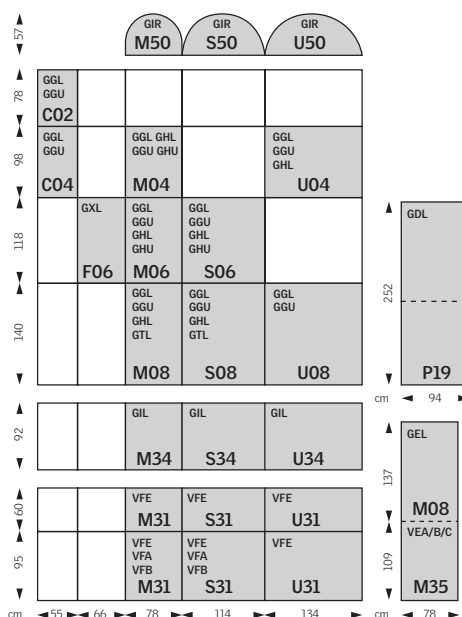 57
GIR
M50
GIR
S50
GIR
U50
78
GGL
GGU
C02
98
GGL
GGU
C04
GGL GHL
GGU GHU
M04
GGL
GGU
GHL
U04
118
GXL
F06
GGL
GGU
GHL
GHU
M06
GGL
GGU
GHL
GHU
S06
140
GGL
GGU
GHL
GTL
M08
GGL
GGU
GHL
GTL
S08
GGL
GGU
U08
252
GDL
P19
cm 94
92
GIL
M34
GIL
S34
GIL
U34
60
VFE
M31
VFE
S31
VFE
U31
95
VFE
VFA
VFB
M31
VFE
VFA
VFB
S31
VFE
U31
cm 55 66 78 114 134
137
GEL
M08
109
VEA/B/C
M35
cm 78